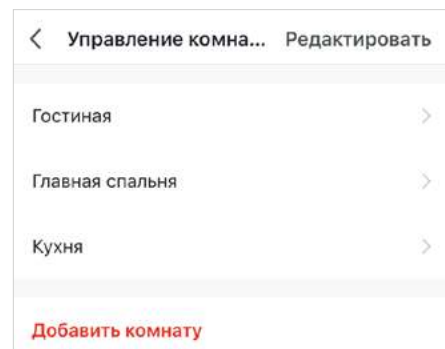 Управление комна... Редактировать
Гостиная
Главная спальня
Кухня
Добавить комнату